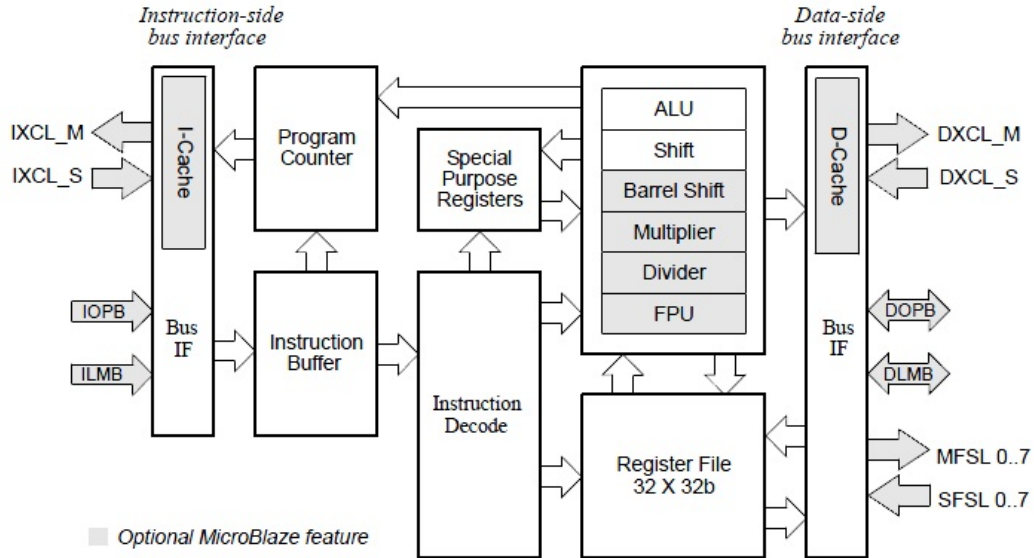 Instruction-side
bus interface
Data-side
bus interface
IXCL_M
IXCL_S
I-Cache
IOPB
ILMB
Bus
IF
Program
Counter
Special
Purpose
Registers
Instruction
Buffer
Instruction
Decode
ALU
Shift
Barrel Shift
Multiplier
Divider
FPU
Register File
32 X 32b
D-Cache
Bus
IF
DXCL_M
DXCL_S
DOPB
DLMB
MFSL 0..7
SFSL 0..7
Optional MicroBlaze feature